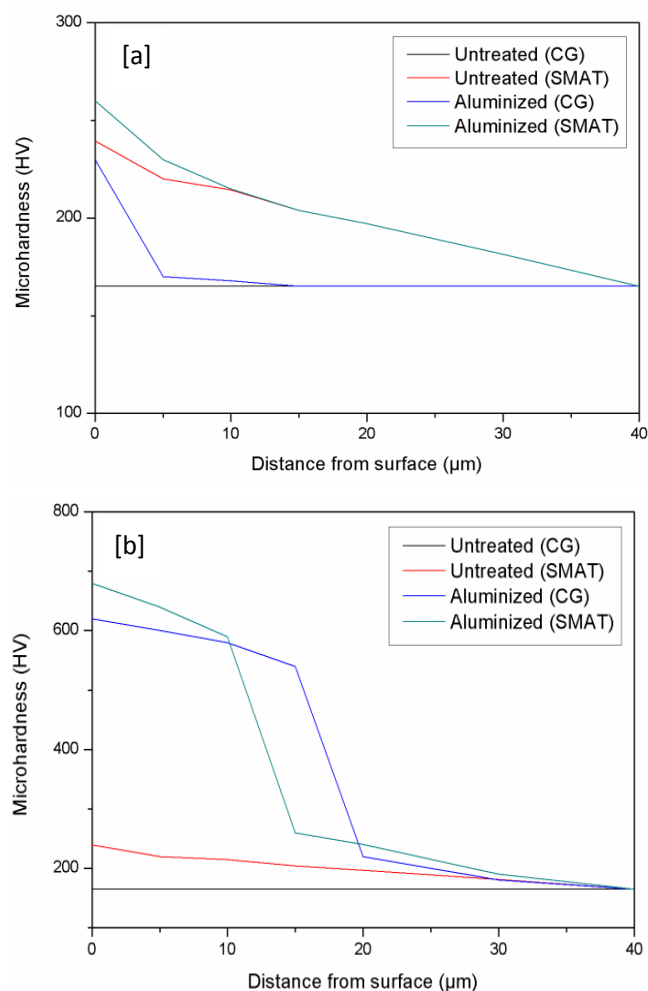 [a]
Untreated (CG)
Untreated (SMAT)
Aluminized (CG)
Aluminized (SMAT)
Microhardness (HV)
300
200
100
0
10
20
30
40
Distance from surface (µm)
[b]
Untreated (CG)
Untreated (SMAT)
Aluminized (CG)
Aluminized (SMAT)
Microhardness (HV)
800
600
400
200
0
10
20
30
40
Distance from surface (µm)